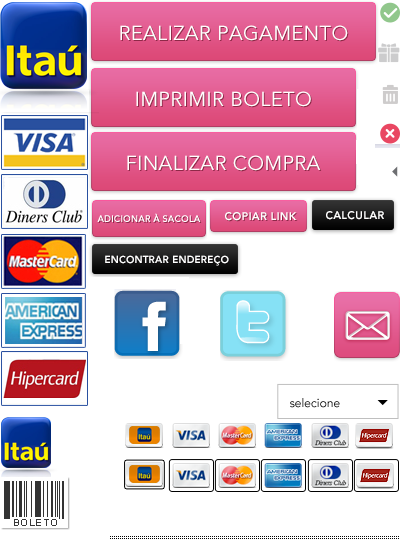 Itaú
REALIZAR PAGAMENTO
IMPRIMIR BOLETO
VISA
FINALIZAR COMPRA
Diners Club
ADICIONAR À SACOLA
COPIAR LINK
CALCULAR
MasterCard
ENCONTRAR ENDEREÇO
AMERICAN
EXPRESS
f
t
Hipercard
selecione
Itaú
Itaú VISA MasterCard AMERICAN EXPRESS Diners Club Hipercard
Itaú VISA MasterCard AMERICAN EXPRESS Diners Club Hipercard
BOLETO